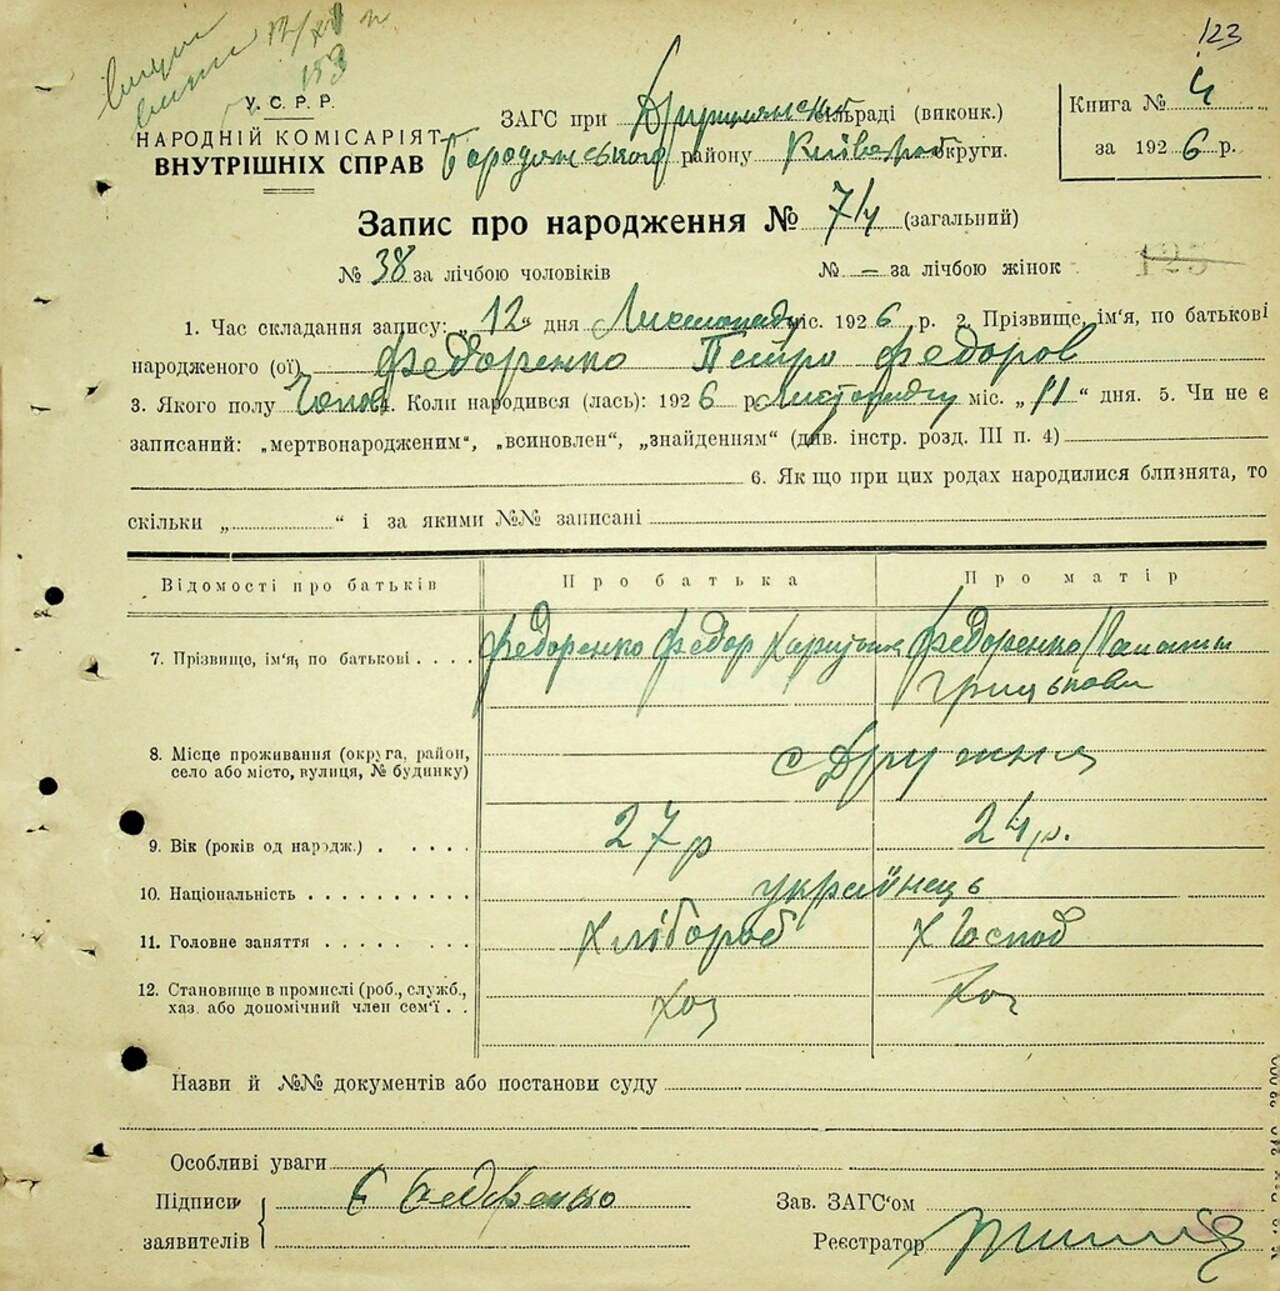 123
У. С. Р. Р.
НАРОДНІЙ КОМІСАРІЯТ
ВНУТРІШНІХ СПРАВ
ЗАГС при сільраді (виконк.)
Бородянського району Київської округи.
Книга № 4
за 1926 р.
Запис про народження № 74 (загальний)
№ 38 за лічбою чоловіків № — за лічбою жінок
1. Час складання запису: „12“ дня Листопаду міс. 1926 р. 2. Прізвище, ім'я, по батькові
народженого (ої) Федоренко Петро Федоров
3. Якого полу Чолов. 4. Коли народився (лась): 1926 р. Листопаду міс. „11“ дня. 5. Чи не є
записаний: „мертвонародженим“, „всиновлен“, „знайденням“ (див. інстр. розд. III п. 4)
6. Як що при цих родах народилися близнята, то
скільки „ “ і за якими №№ записані
Відомості про батьків Про батька Про матір
7. Прізвище, ім'я, по батькові . . . . Федоренко Федор Федоренко
Грицькова
8. Місце проживання (округа, район,
село або місто, вулиця, № будинку) с Дружня
9. Вік (років од народж.) . . . . . 27 р 24 р.
10. Національність . . . . . . . . . . українець
11. Головне заняття . . . . . . . . Хлібороб Х Господ
12. Становище в промислі (роб., служб.,
хаз. або допомічний член сем'ї . . Хоз Хоз
Назви й №№ документів або постанови суду
Особливі уваги
Підписи Федоренко
заявителів
Зав. ЗАГС'ом
Реєстратор